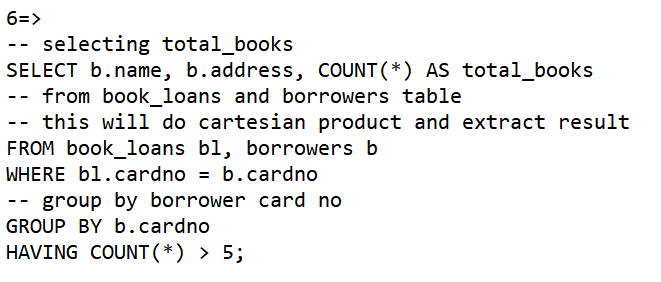 6=>
-- selecting total_books
SELECT b.name, b.address, COUNT(*) AS total_books
-- from book_loans and borrowers table
-- this will do cartesian product and extract result
FROM book_loans bl, borrowers b
WHERE bl.cardno = b.cardno
-- group by borrower card no
GROUP BY b.cardno
HAVING COUNT(*) > 5;